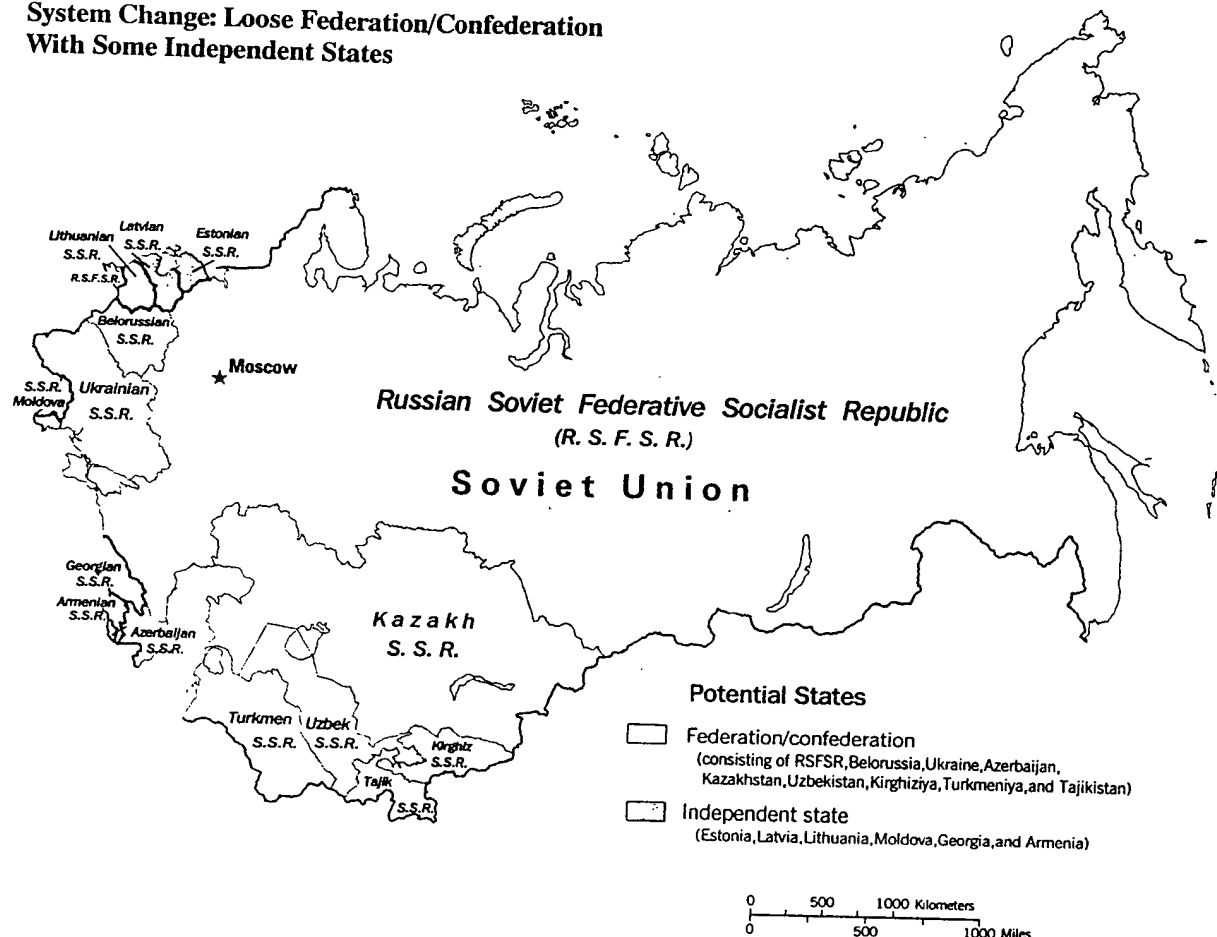 System Change: Loose Federation/Confederation
With Some Independent States
Latvian
S.S.R.
Lithuanian
S.S.R.
Estonian
S.S.R.
R.S.F.S.R.
Belorussian
S.S.R.
Moscow
S.S.R.
Moldova
Ukrainian
S.S.R.
Russian Soviet Federative Socialist Republic
(R. S. F. S. R.)
Soviet Union
Georgian
S.S.R.
Armenian
S.S.R.
Azerbaijan
S.S.R.
Kazakh
S. S. R.
Turkmen
S.S.R.
Uzbek
S.S.R.
Kirghiz
S.S.R.
Tajik
S.S.R.
Potential States
Federation/confederation
(consisting of RSFSR,Belorussia,Ukraine,Azerbaijan,
Kazakhstan,Uzbekistan,Kirghiziya,Turkmeniya,and Tajikistan)
Independent state
(Estonia,Latvia,Lithuania,Moldova,Georgia,and Armenia)
0 500 1000 Kilometers
0 500 1000 Miles